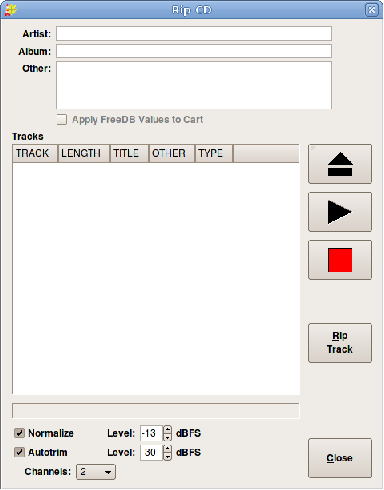 Rip CD
Artist:
Album:
Other:
Apply FreeDB Values to Cart
Tracks
TRACK LENGTH TITLE OTHER TYPE
Rip
Track
Normalize Level: -13 dBFS
Autotrim Level: -30 dBFS
Channels: 2
Close